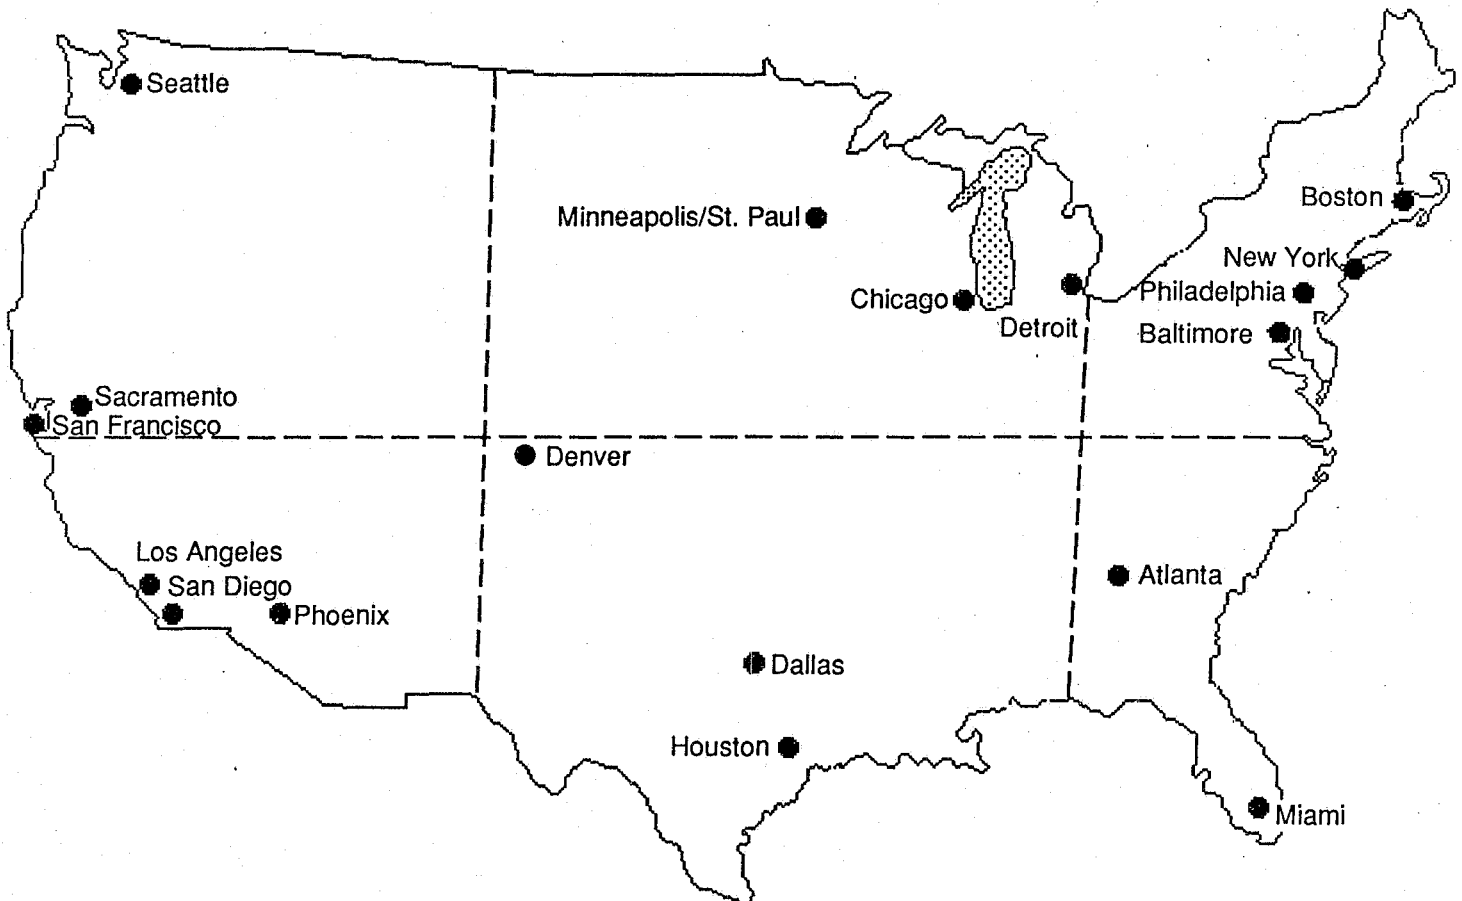 Seattle
Boston
Minneapolis/St. Paul
New York
Philadelphia
Chicago
Detroit
Baltimore
Sacramento
San Francisco
Denver
Los Angeles
San Diego
Atlanta
Phoenix
Dallas
Houston
Miami